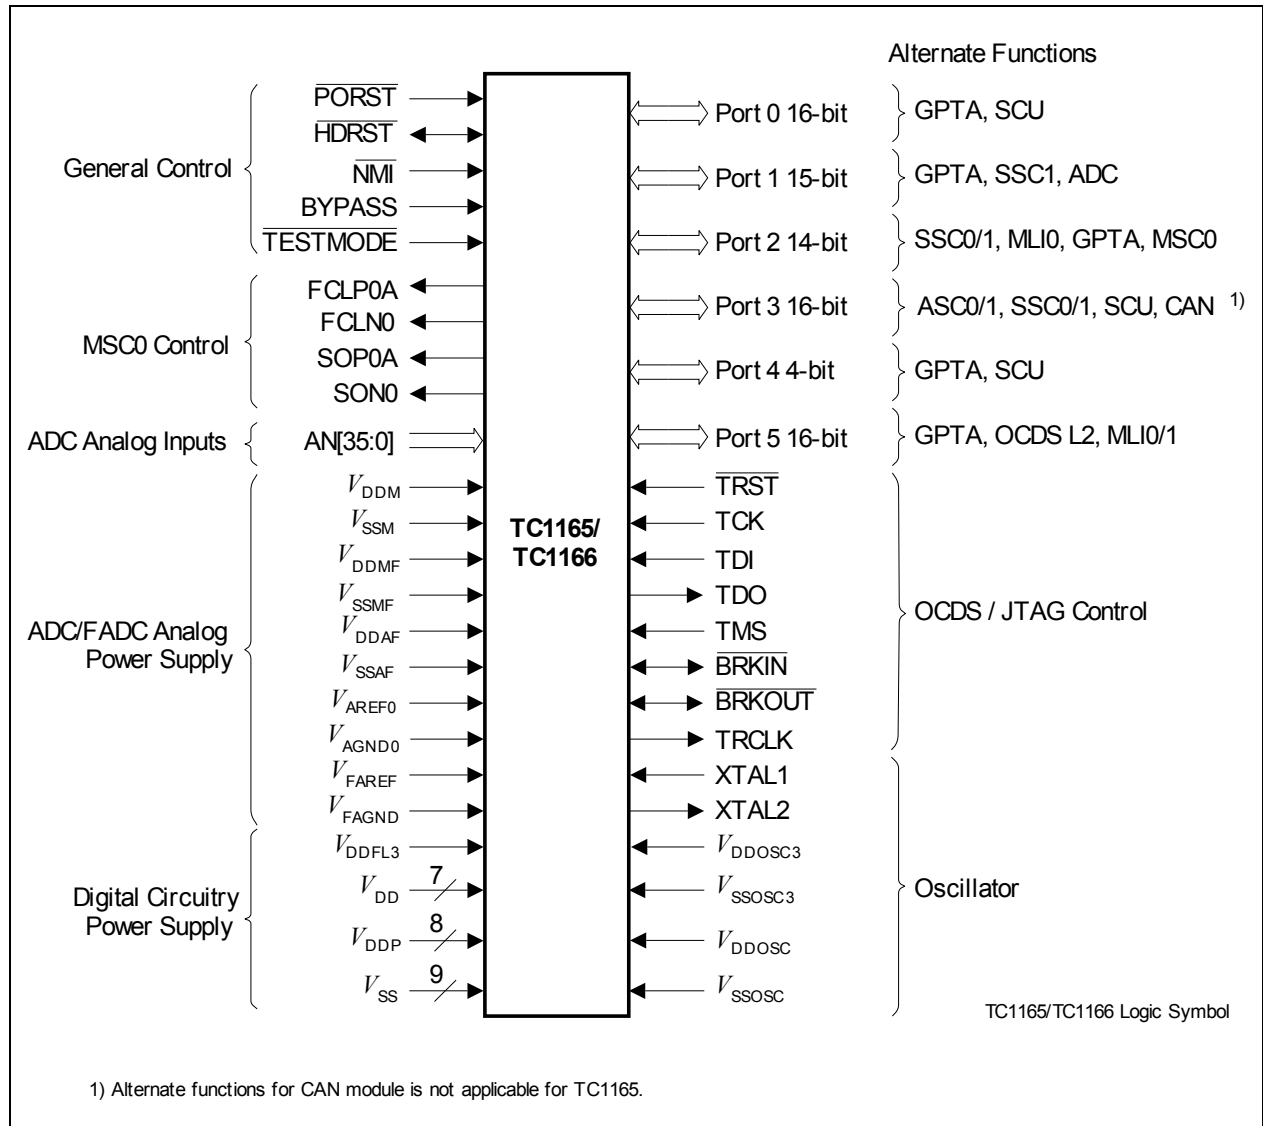 Alternate Functions
General Control
PORST
HDRST
NMI
BYPASS
TESTMODE
MSC0 Control
FCLP0A
FCLN0
SOP0A
SON0
ADC Analog Inputs
AN[35:0]
ADC/FADC Analog
Power Supply
VDDM
VSSM
VDDMF
VSSMF
VDDAF
VSSAF
VAREF0
VAGND0
VFAREF
VFAGND
Digital Circuitry
Power Supply
VDDFL3
VDD 7
VDDP 8
VSS 9
TC1165/
TC1166
Port 0 16-bit GPTA, SCU
Port 1 15-bit GPTA, SSC1, ADC
Port 2 14-bit SSC0/1, MLI0, GPTA, MSC0
Port 3 16-bit ASC0/1, SSC0/1, SCU, CAN 1)
Port 4 4-bit GPTA, SCU
Port 5 16-bit GPTA, OCDS L2, MLI0/1
TRST
TCK
TDI
TDO
TMS
BRKIN
BRKOUT
TRCLK
OCDS / JTAG Control
XTAL1
XTAL2
VDDOSC3
VSSOSC3
VDDOSC
VSSOSC
Oscillator
TC1165/TC1166 Logic Symbol
1) Alternate functions for CAN module is not applicable for TC1165.